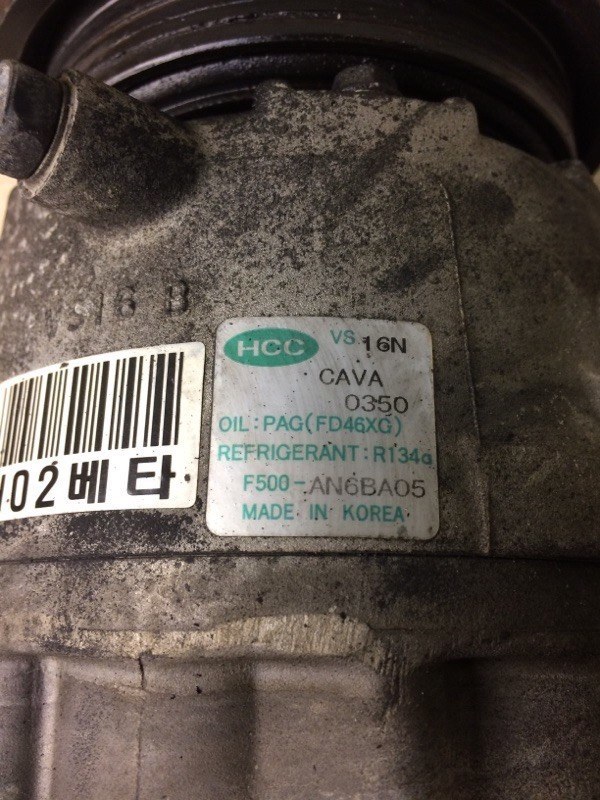 VS16 B
HCC VS 16N
CAVA
0350
OIL:PAG(FD46XG)
REFRIGERANT:R134a
F500-AN6BA05
MADE IN KOREA
02베타